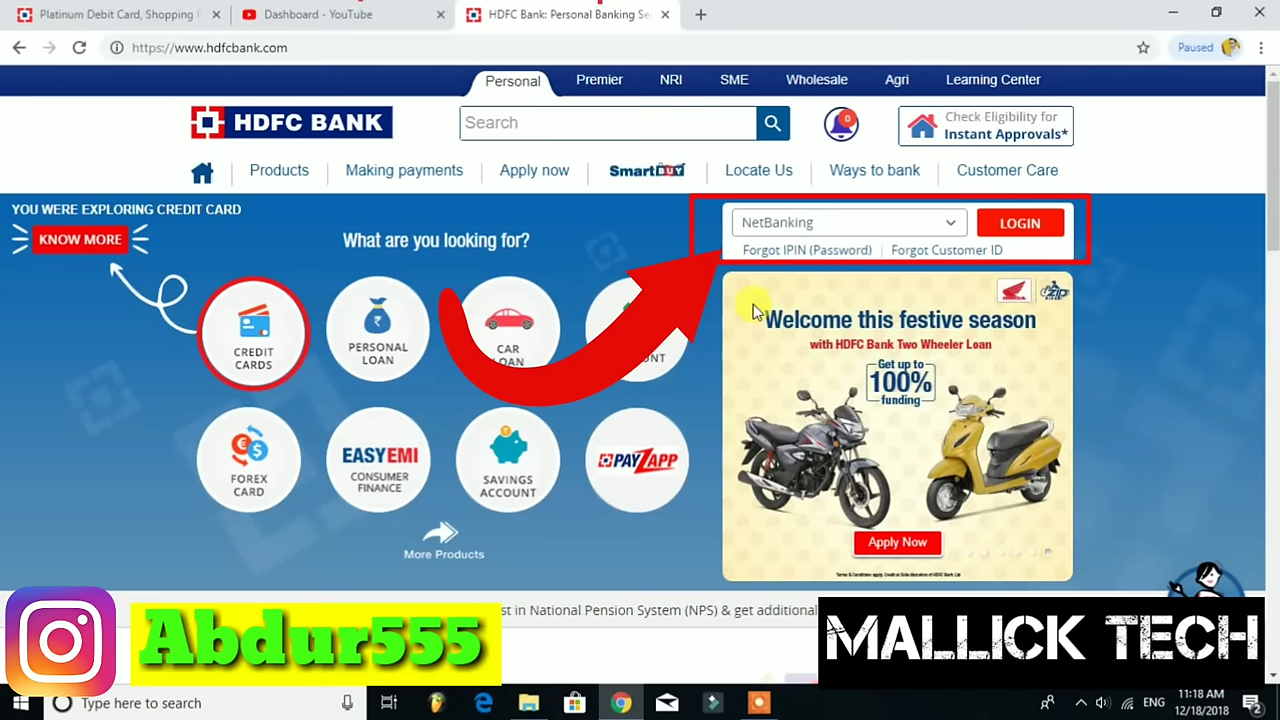 Platinum Debit Card, Shopping
Dashboard - YouTube
HDFC Bank: Personal Banking Se
https://www.hdfcbank.com
Paused
Personal
Premier
NRI
SME
Wholesale
Agri
Learning Center
HDFC BANK
Search
0
Check Eligibility for
Instant Approvals*
Products
Making payments
Apply now
SmartBUY
Locate Us
Ways to bank
Customer Care
YOU WERE EXPLORING CREDIT CARD
KNOW MORE
What are you looking for?
NetBanking
LOGIN
Forgot IPIN (Password)
Forgot Customer ID
CREDIT
CARDS
PERSONAL
LOAN
CAR
LOAN
HONDA
Welcome this festive season
with HDFC Bank Two Wheeler Loan
Get up to
100%
funding
FOREX
CARD
EASYEMI
CONSUMER
FINANCE
SAVINGS
ACCOUNT
PAYZAPP
More Products
Apply Now
st in National Pension System (NPS) & get additional
Abdur555
MALLICK TECH
Type here to search
ENG
11:18 AM
12/18/2018
2